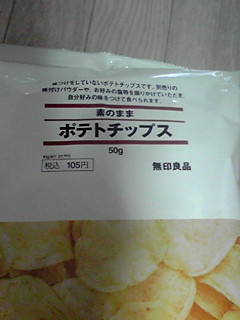 味つけをしていないポテトチップスです。別売りの
味付けパウダーや、お好みの塩等を振りかけていただき、
自分好みの味をつけて食べられます。
素のまま
ポテトチップス
50g
税込 105円
無印良品